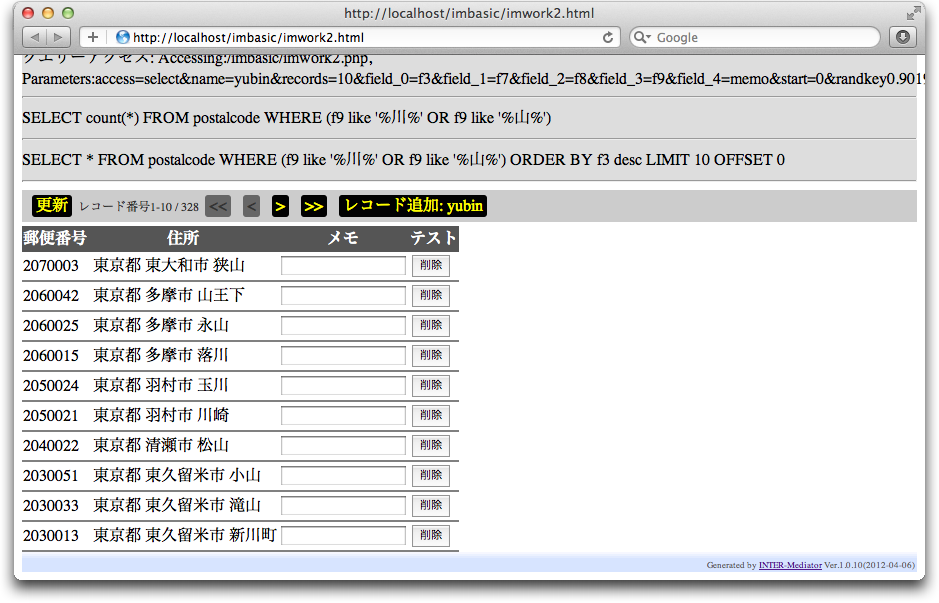 http://localhost/imbasic/imwork2.html
http://localhost/imbasic/imwork2.html
Google
クエリーアクセス: Accessing:/imbasic/imwork2.php,
Parameters:access=select&name=yubin&records=10&field_0=f3&field_1=f7&field_2=f8&field_3=f9&field_4=memo&start=0&randkey0.9019
SELECT count(*) FROM postalcode WHERE (f9 like '%川%' OR f9 like '%山%')
SELECT * FROM postalcode WHERE (f9 like '%川%' OR f9 like '%山%') ORDER BY f3 desc LIMIT 10 OFFSET 0
更新 レコード番号1-10 / 328 << < > >> レコード追加: yubin
郵便番号 住所 メモ テスト
2070003 東京都 東大和市 狭山 削除
2060042 東京都 多摩市 山王下 削除
2060025 東京都 多摩市 永山 削除
2060015 東京都 多摩市 落川 削除
2050024 東京都 羽村市 玉川 削除
2050021 東京都 羽村市 川崎 削除
2040022 東京都 清瀬市 松山 削除
2030051 東京都 東久留米市 小山 削除
2030033 東京都 東久留米市 滝山 削除
2030013 東京都 東久留米市 新川町 削除
Generated by INTER-Mediator Ver.1.0.10(2012-04-06)